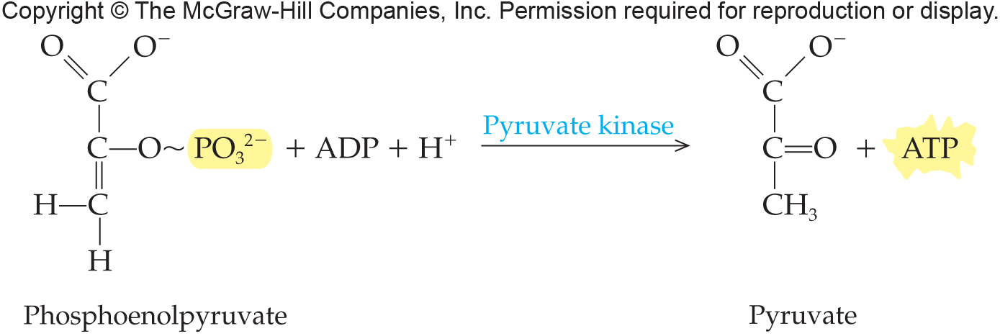 Copyright © The McGraw-Hill Companies, Inc. Permission required for reproduction or display.
O O⁻ O O⁻
C C
Pyruvate kinase
C—O~PO₃²⁻ + ADP + H⁺ C=O + ATP
H—C CH₃
H
Phosphoenolpyruvate Pyruvate